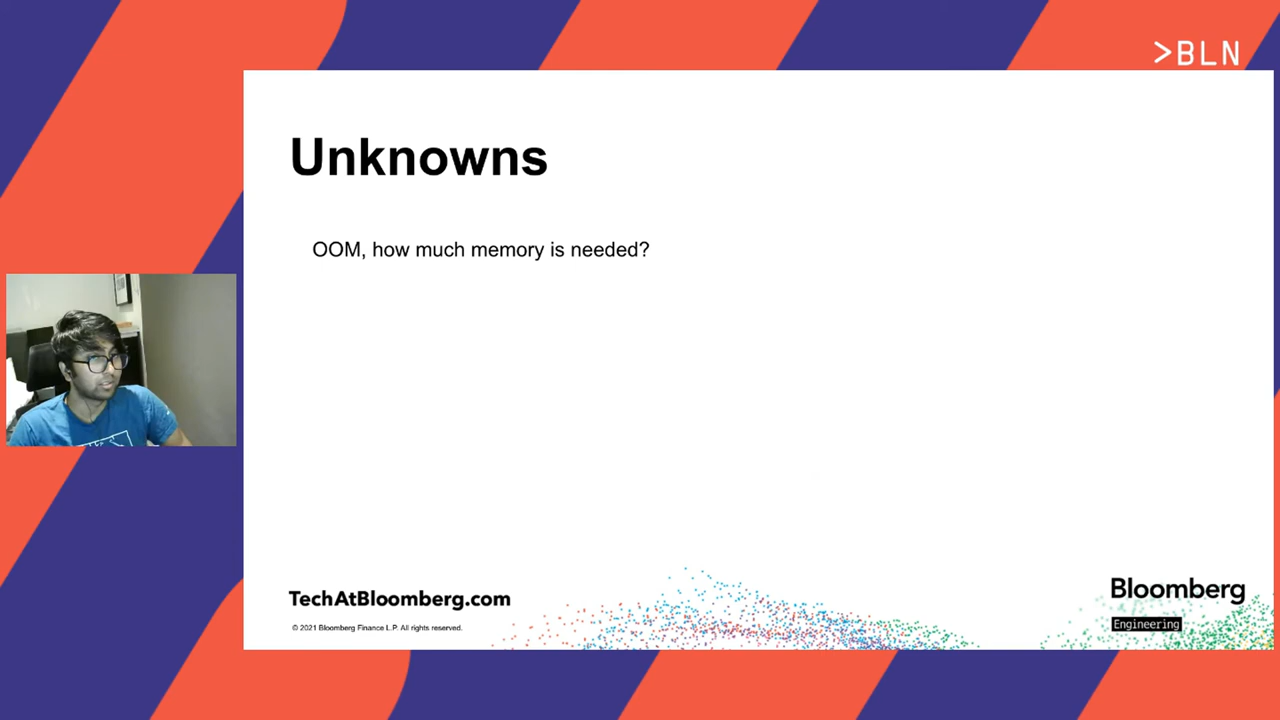 >BLN
Unknowns
OOM, how much memory is needed?
TechAtBloomberg.com
© 2021 Bloomberg Finance L.P. All rights reserved.
Bloomberg
Engineering